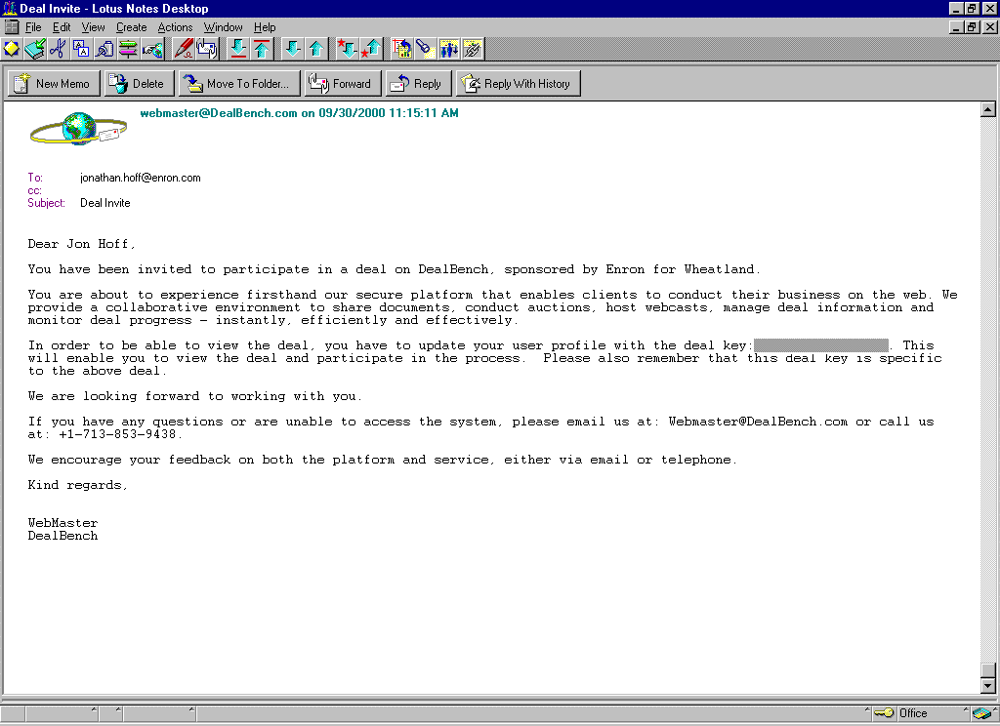 Deal Invite - Lotus Notes Desktop
File Edit View Create Actions Window Help
New Memo Delete Move To Folder... Forward Reply Reply With History
webmaster@DealBench.com on 09/30/2000 11:15:11 AM
To: jonathan.hoff@enron.com
cc:
Subject: Deal Invite
Dear Jon Hoff,
You have been invited to participate in a deal on DealBench, sponsored by Enron for Wheatland.
You are about to experience firsthand our secure platform that enables clients to conduct their business on the web. We
provide a collaborative environment to share documents, conduct auctions, host webcasts, manage deal information and
monitor deal progress - instantly, efficiently and effectively.
In order to be able to view the deal, you have to update your user profile with the deal key: . This
will enable you to view the deal and participate in the process. Please also remember that this deal key is specific
to the above deal.
We are looking forward to working with you.
If you have any questions or are unable to access the system, please email us at: Webmaster@DealBench.com or call us
at: +1-713-853-9438.
We encourage your feedback on both the platform and service, either via email or telephone.
Kind regards,
WebMaster
DealBench
Office